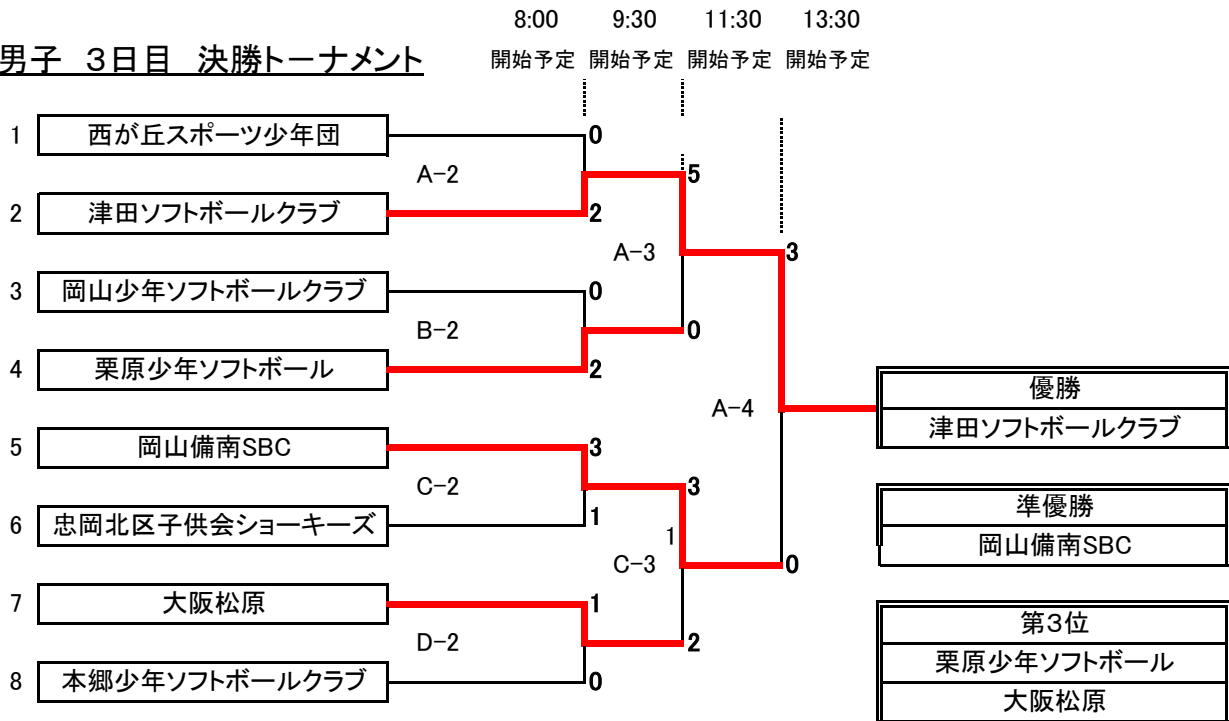 8:00 9:30 11:30 13:30
男子 3日目 決勝トーナメント 開始予定 開始予定 開始予定 開始予定
1 西が丘スポーツ少年団 0
A-2 5
2 津田ソフトボールクラブ 2
A-3 3
3 岡山少年ソフトボールクラブ 0
B-2 0
4 栗原少年ソフトボール 2
A-4
優勝
津田ソフトボールクラブ
5 岡山備南SBC 3
C-2 3
6 忠岡北区子供会ショーキーズ 1
1
C-3 0
準優勝
岡山備南SBC
7 大阪松原 1
D-2 2
8 本郷少年ソフトボールクラブ 0
第3位
栗原少年ソフトボール
大阪松原